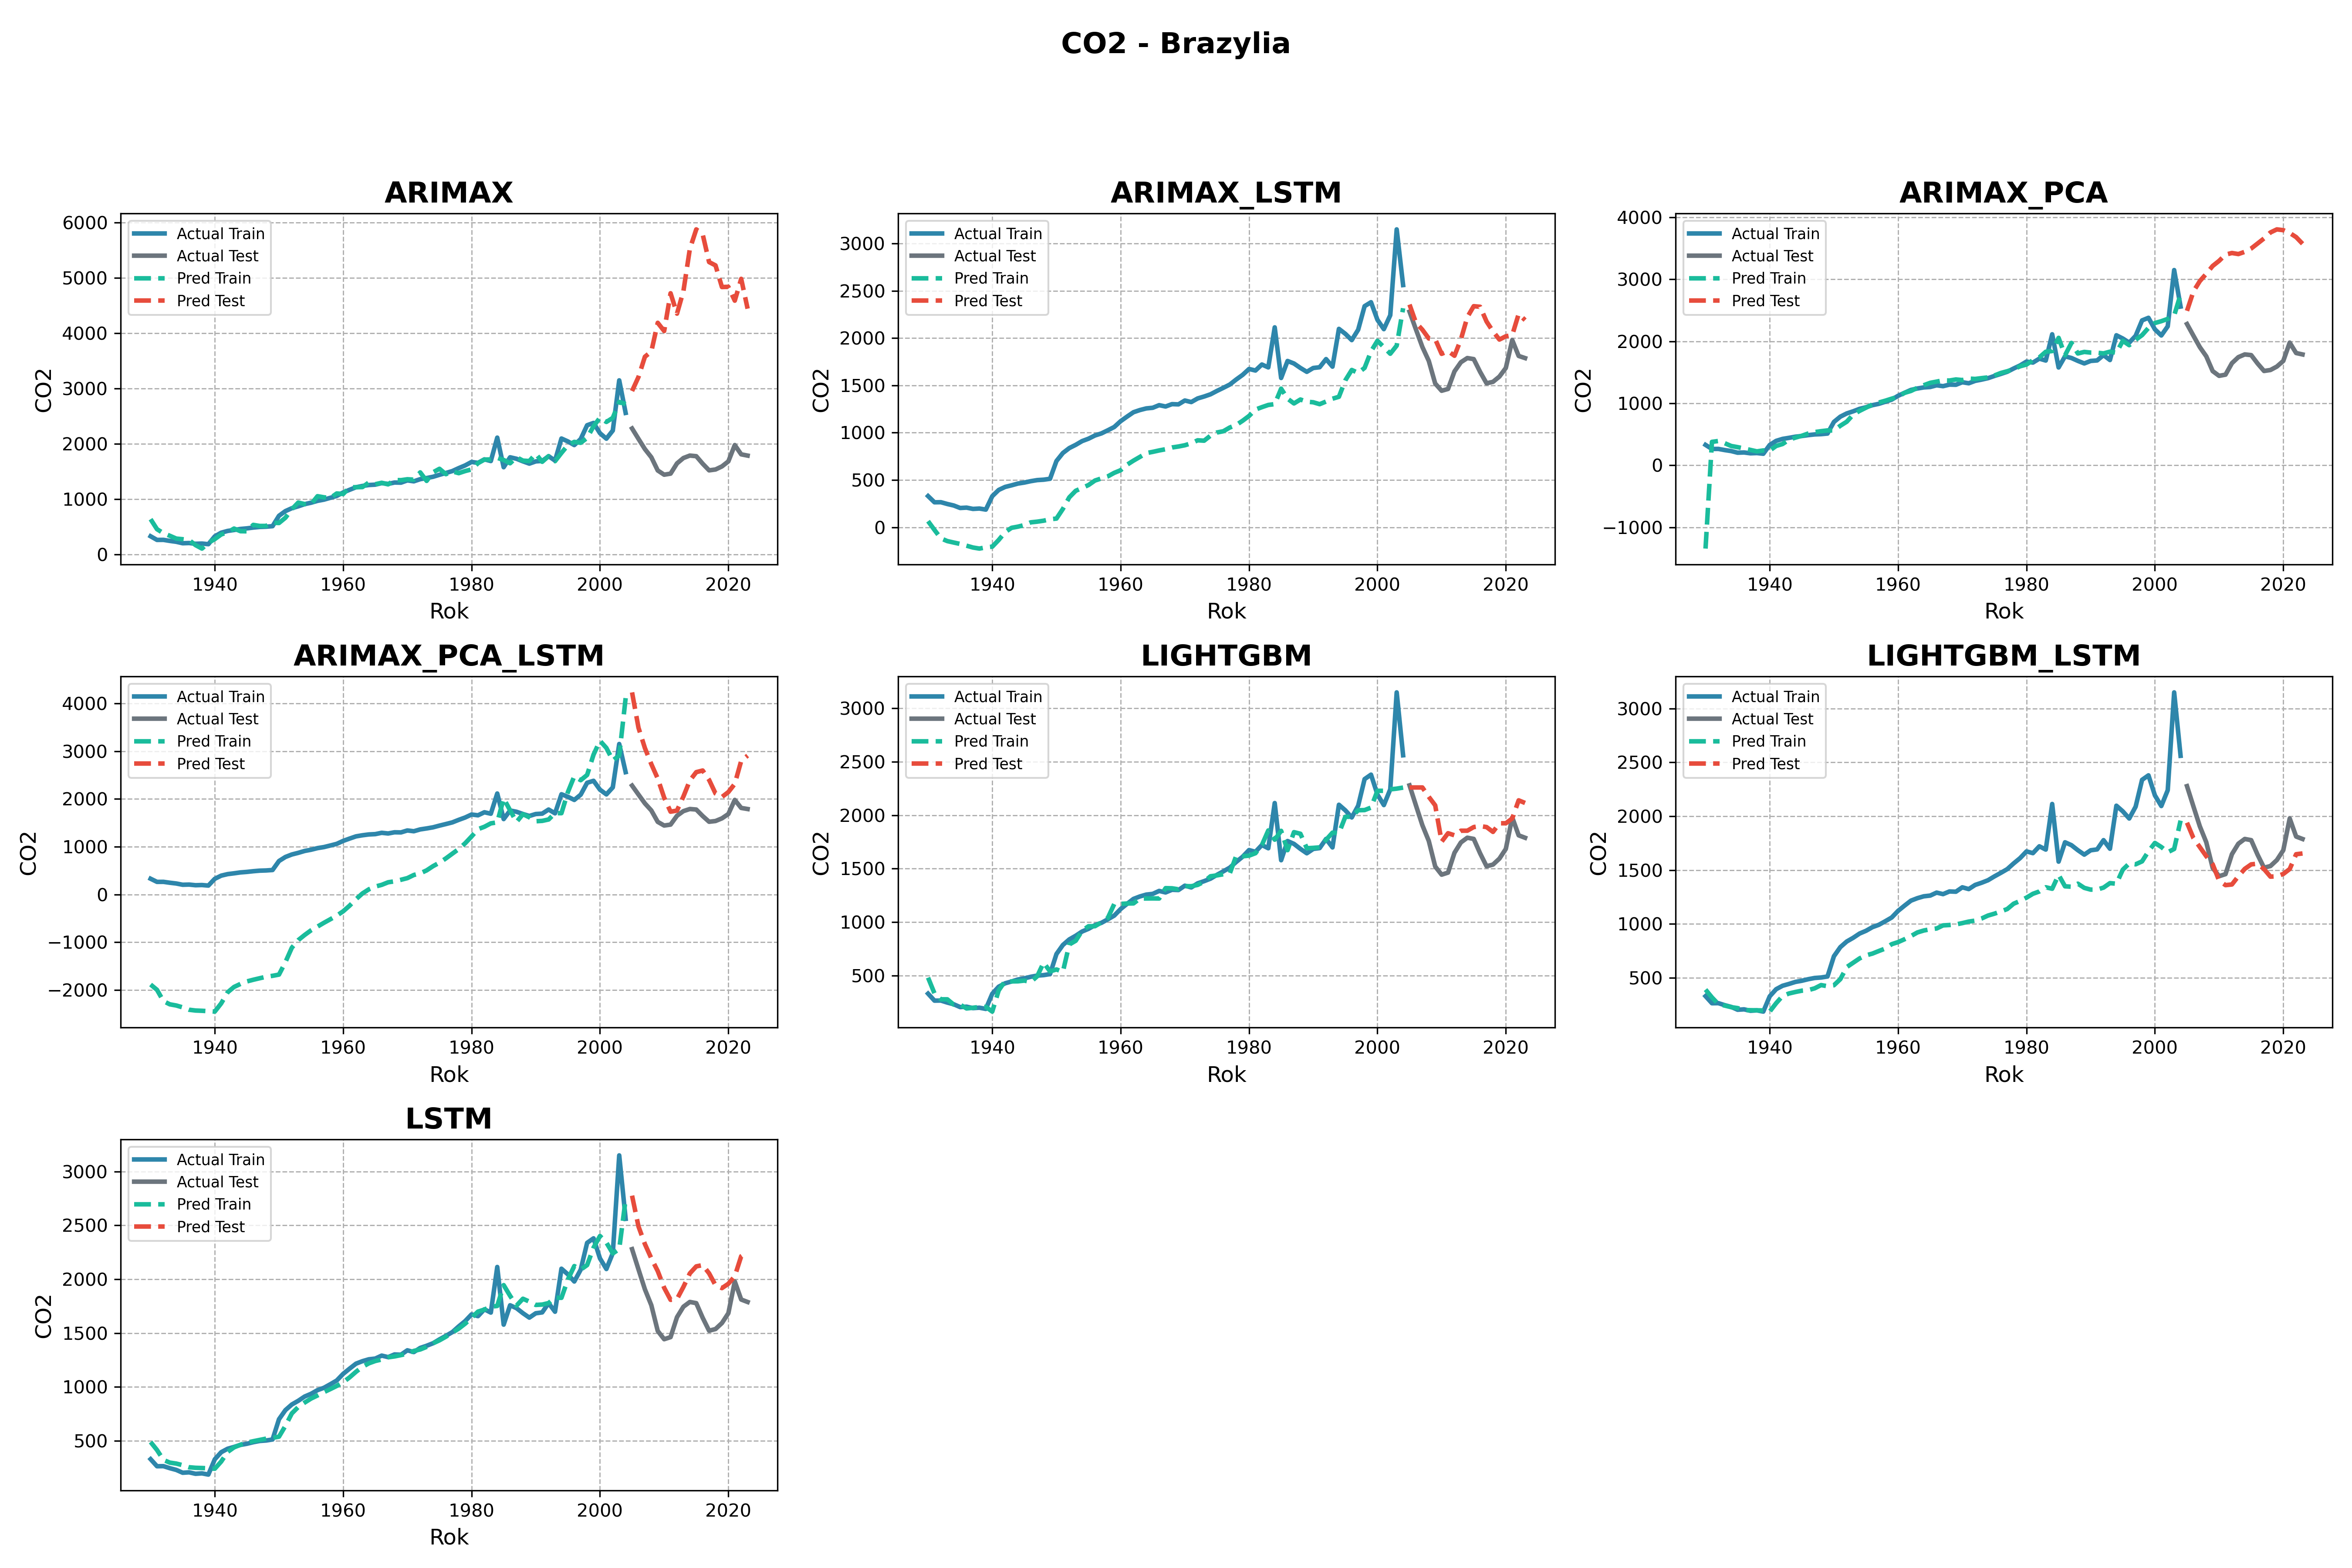 CO2 - Brazylia
ARIMAX
CO2
6000
5000
4000
3000
2000
1000
0
Actual Train
Actual Test
Pred Train
Pred Test
1940 1960 1980 2000 2020
Rok
ARIMAX_LSTM
CO2
3000
2500
2000
1500
1000
500
0
Actual Train
Actual Test
Pred Train
Pred Test
1940 1960 1980 2000 2020
Rok
ARIMAX_PCA
CO2
4000
3000
2000
1000
0
−1000
Actual Train
Actual Test
Pred Train
Pred Test
1940 1960 1980 2000 2020
Rok
ARIMAX_PCA_LSTM
CO2
4000
3000
2000
1000
0
−1000
−2000
Actual Train
Actual Test
Pred Train
Pred Test
1940 1960 1980 2000 2020
Rok
LIGHTGBM
CO2
3000
2500
2000
1500
1000
500
Actual Train
Actual Test
Pred Train
Pred Test
1940 1960 1980 2000 2020
Rok
LIGHTGBM_LSTM
CO2
3000
2500
2000
1500
1000
500
Actual Train
Actual Test
Pred Train
Pred Test
1940 1960 1980 2000 2020
Rok
LSTM
CO2
3000
2500
2000
1500
1000
500
Actual Train
Actual Test
Pred Train
Pred Test
1940 1960 1980 2000 2020
Rok